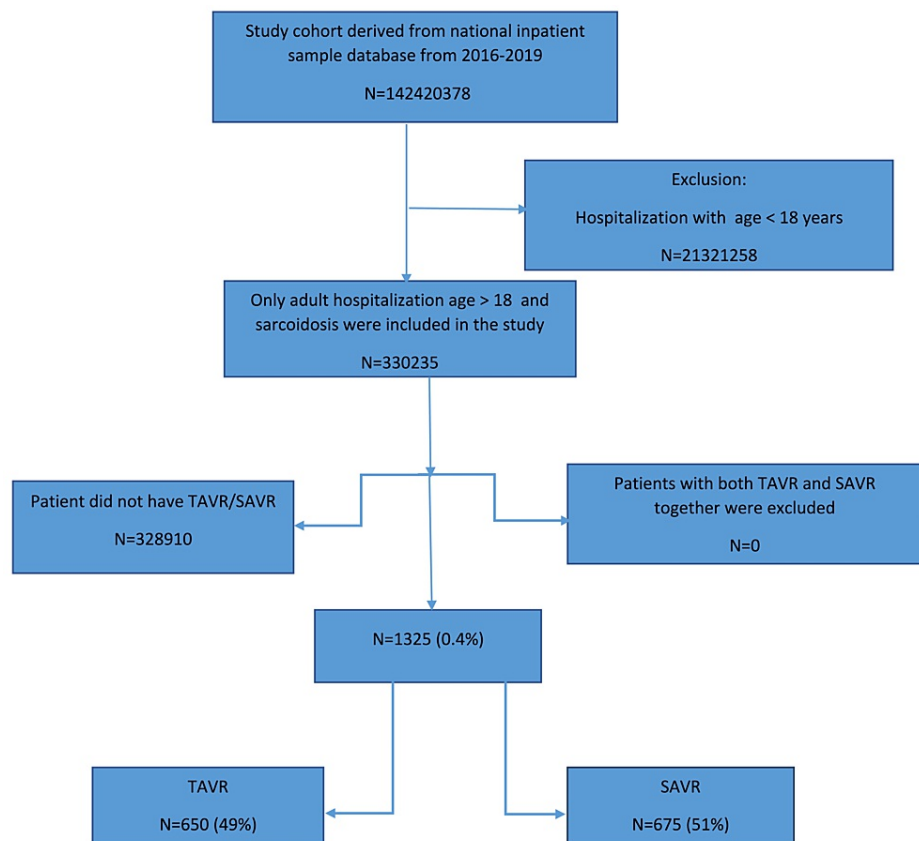 Study cohort derived from national inpatient
sample database from 2016-2019
N=142420378
Exclusion:
Hospitalization with age < 18 years
N=21321258
Only adult hospitalization age > 18 and
sarcoidosis were included in the study
N=330235
Patient did not have TAVR/SAVR
N=328910
Patients with both TAVR and SAVR
together were excluded
N=0
N=1325 (0.4%)
TAVR
N=650 (49%)
SAVR
N=675 (51%)